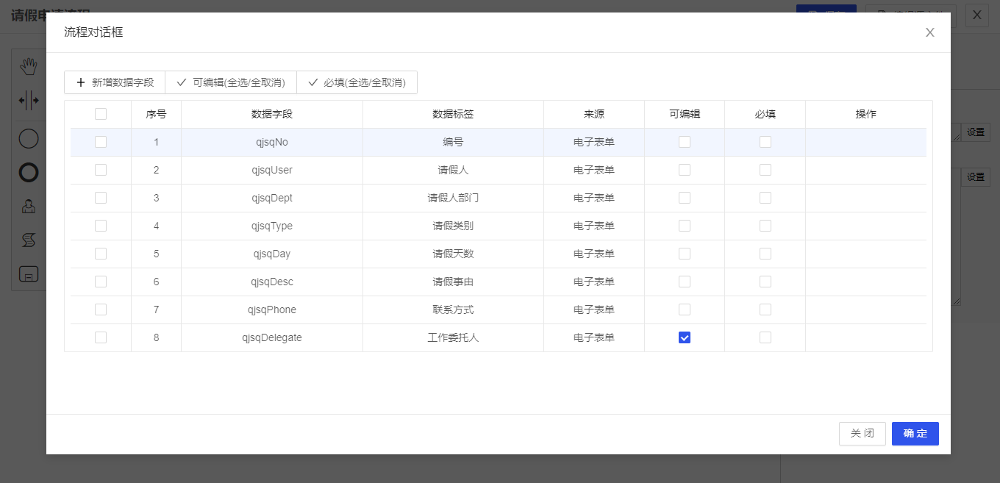 流程对话框
新增数据字段 可编辑(全选/全取消) 必填(全选/全取消)
序号 数据字段 数据标签 来源 可编辑 必填 操作
1 qjsqNo 编号 电子表单
2 qjsqUser 请假人 电子表单
3 qjsqDept 请假人部门 电子表单
4 qjsqType 请假类别 电子表单
5 qjsqDay 请假天数 电子表单
6 qjsqDesc 请假事由 电子表单
7 qjsqPhone 联系方式 电子表单
8 qjsqDelegate 工作委托人 电子表单
设置
设置
关 闭 确 定